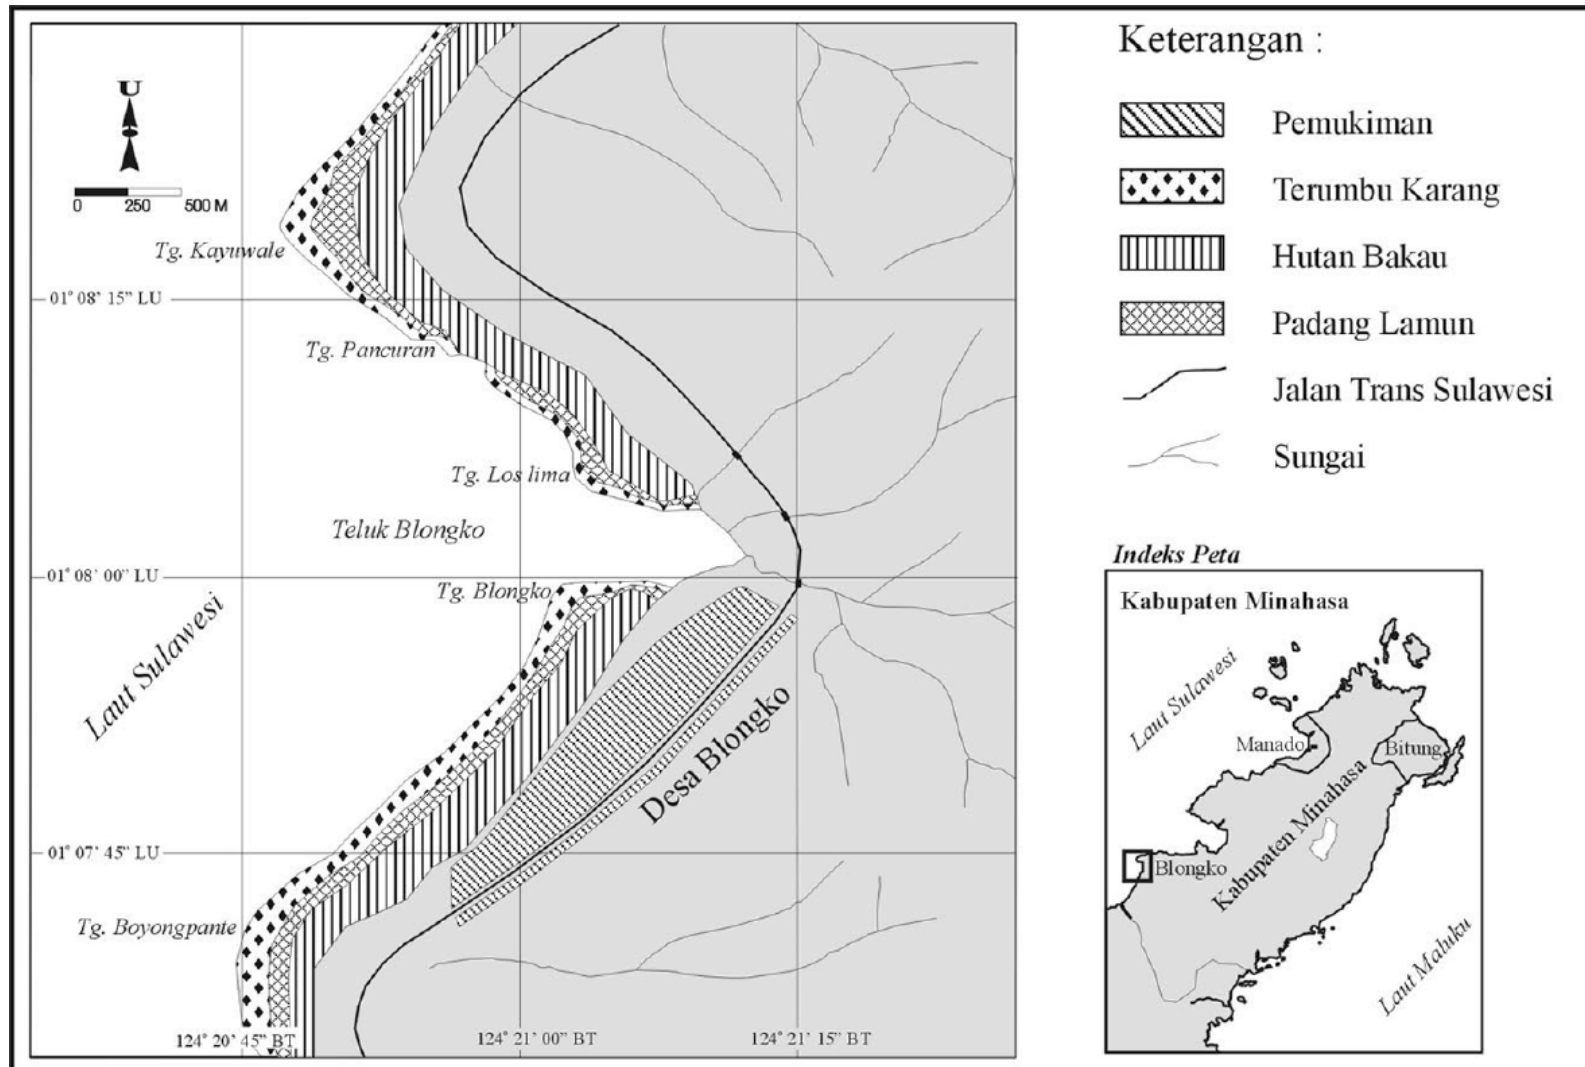 U
0 250 500 M
Tg. Kayuwale
01° 08' 15" LU
Tg. Pancuran
Tg. Los lima
Teluk Blongko
01° 08' 00" LU
Tg. Blongko
Laut Sulawesi
Desa Blongko
01° 07' 45" LU
Tg. Boyongpante
124° 20' 45" BT
124° 21' 00" BT
124° 21' 15" BT
Keterangan :
Pemukiman
Terumbu Karang
Hutan Bakau
Padang Lamun
Jalan Trans Sulawesi
Sungai
Indeks Peta
Kabupaten Minahasa
Laut Sulawesi
Manado
Bitung
Kabupaten Minahasa
Blongko
Laut Maluku